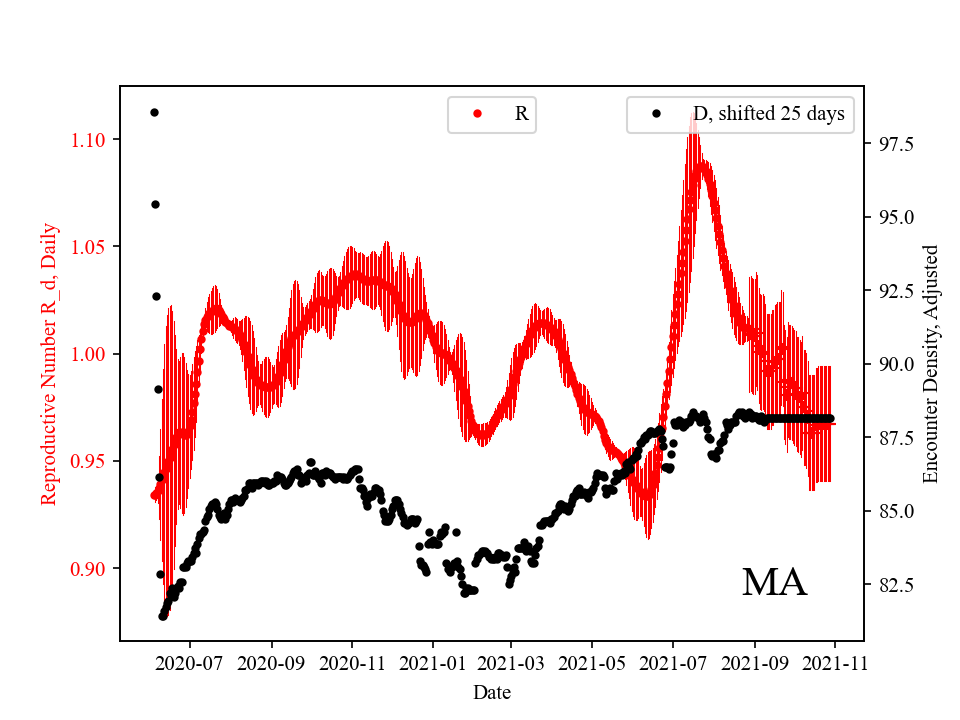 R
D, shifted 25 days
Reproductive Number R_d, Daily
1.10
1.05
1.00
0.95
0.90
97.5
95.0
92.5
90.0
87.5
85.0
82.5
Encounter Density, Adjusted
MA
2020-07 2020-09 2020-11 2021-01 2021-03 2021-05 2021-07 2021-09 2021-11
Date